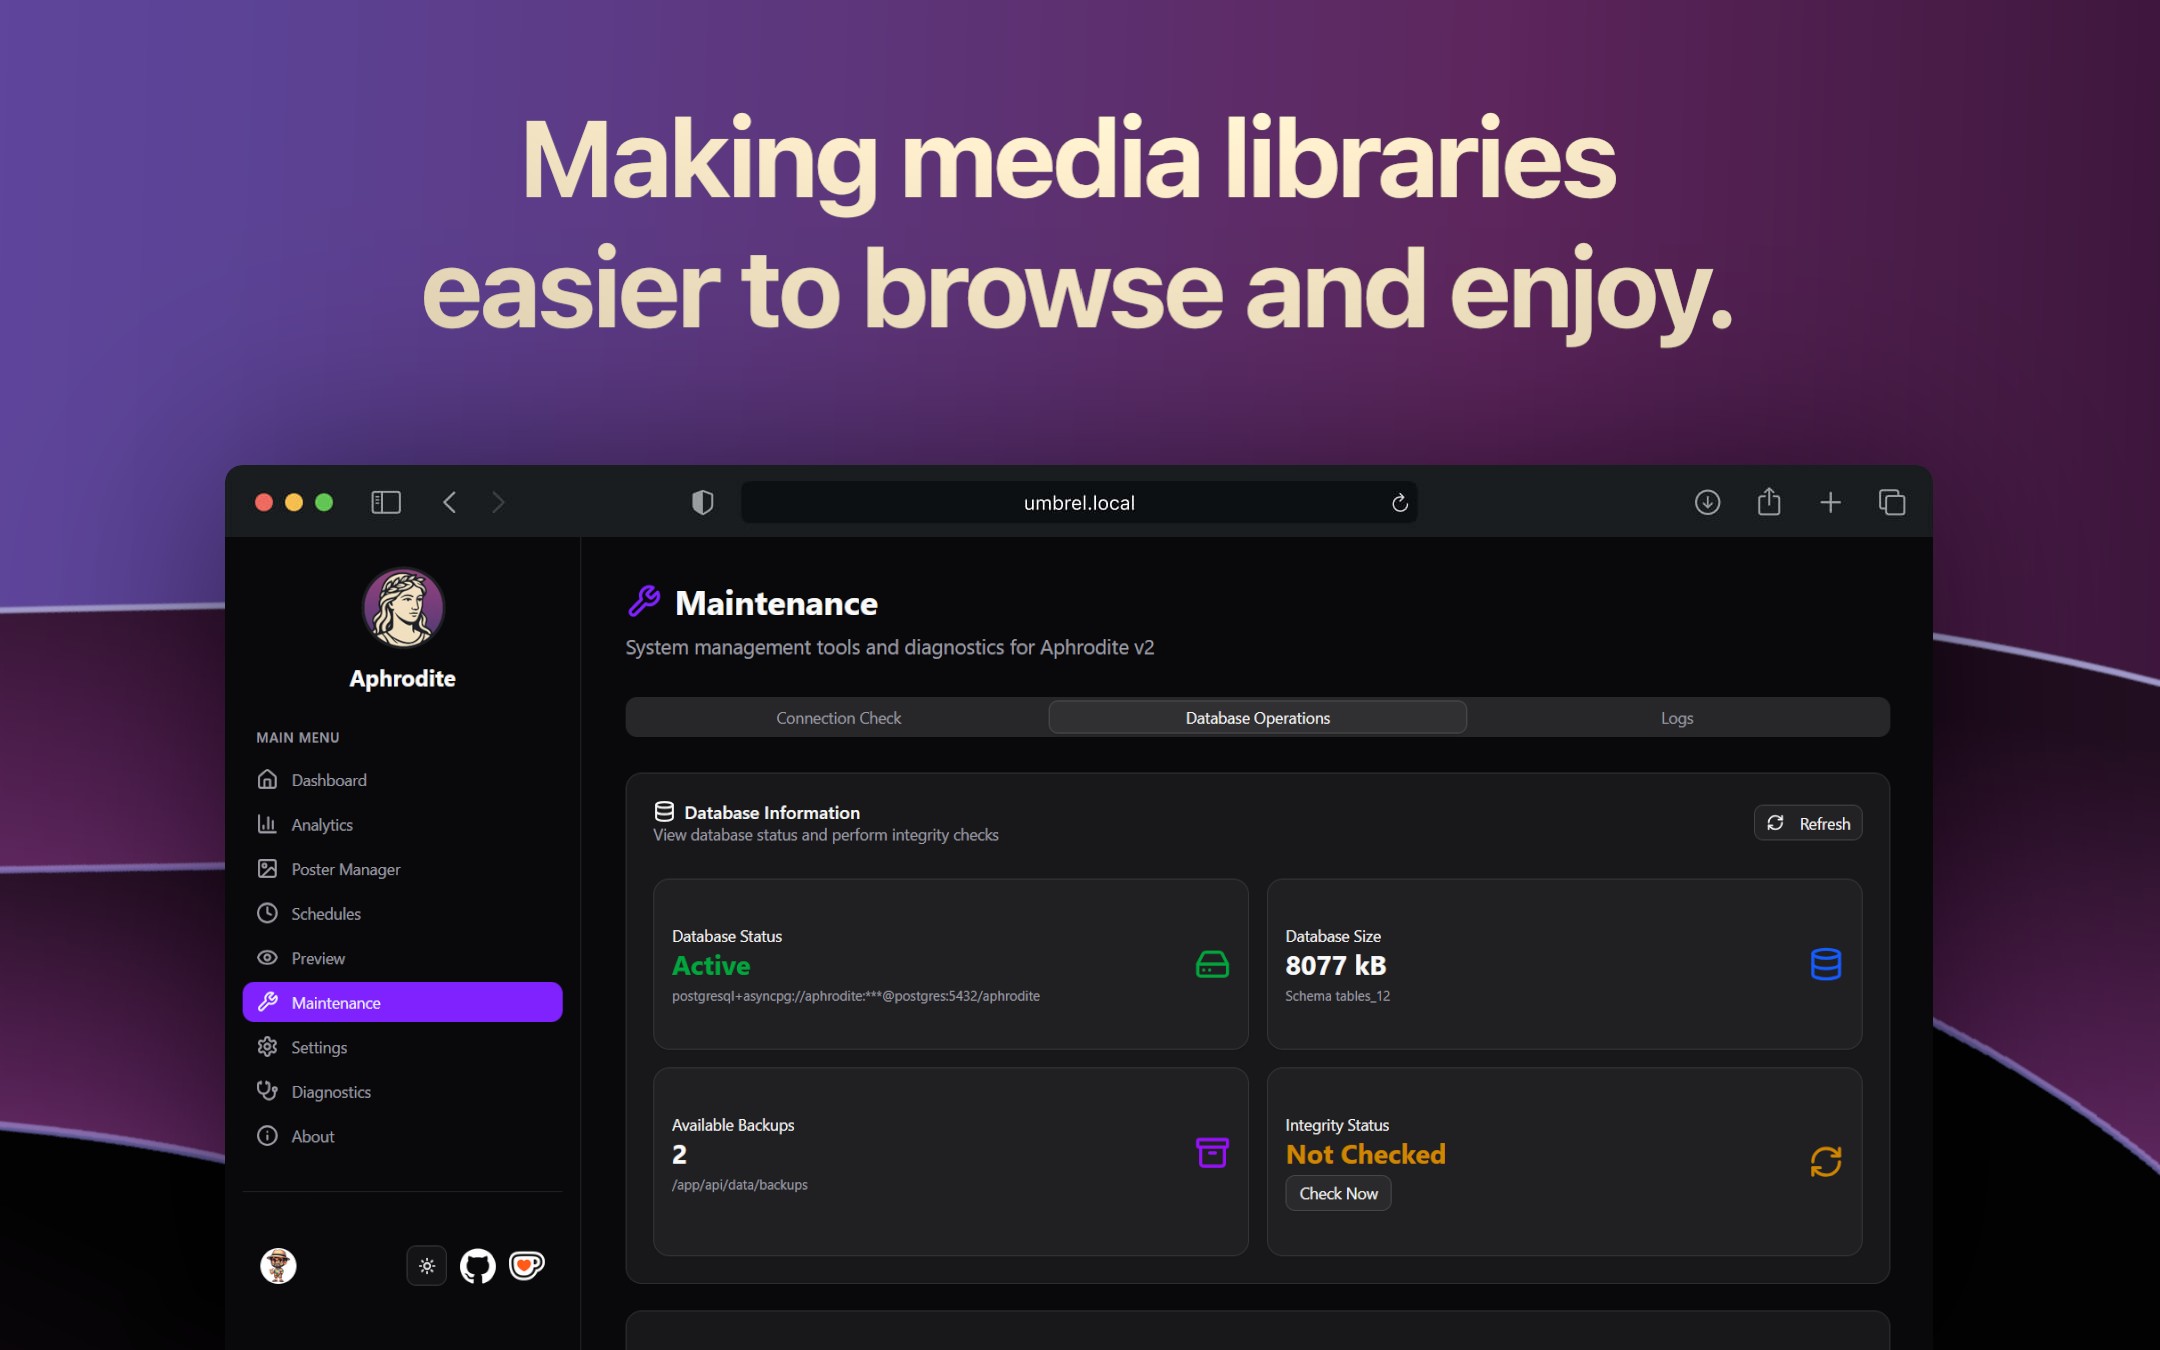 Making media libraries
easier to browse and enjoy.
umbrel.local
Aphrodite
MAIN MENU
Dashboard
Analytics
Poster Manager
Schedules
Preview
Maintenance
Settings
Diagnostics
About
Maintenance
System management tools and diagnostics for Aphrodite v2
Connection Check
Database Operations
Logs
Database Information
View database status and perform integrity checks
Refresh
Database Status
Active
postgresql+asyncpg://aphrodite:***@postgres:5432/aphrodite
Database Size
8077 kB
Schema tables_12
Available Backups
2
/app/api/data/backups
Integrity Status
Not Checked
Check Now